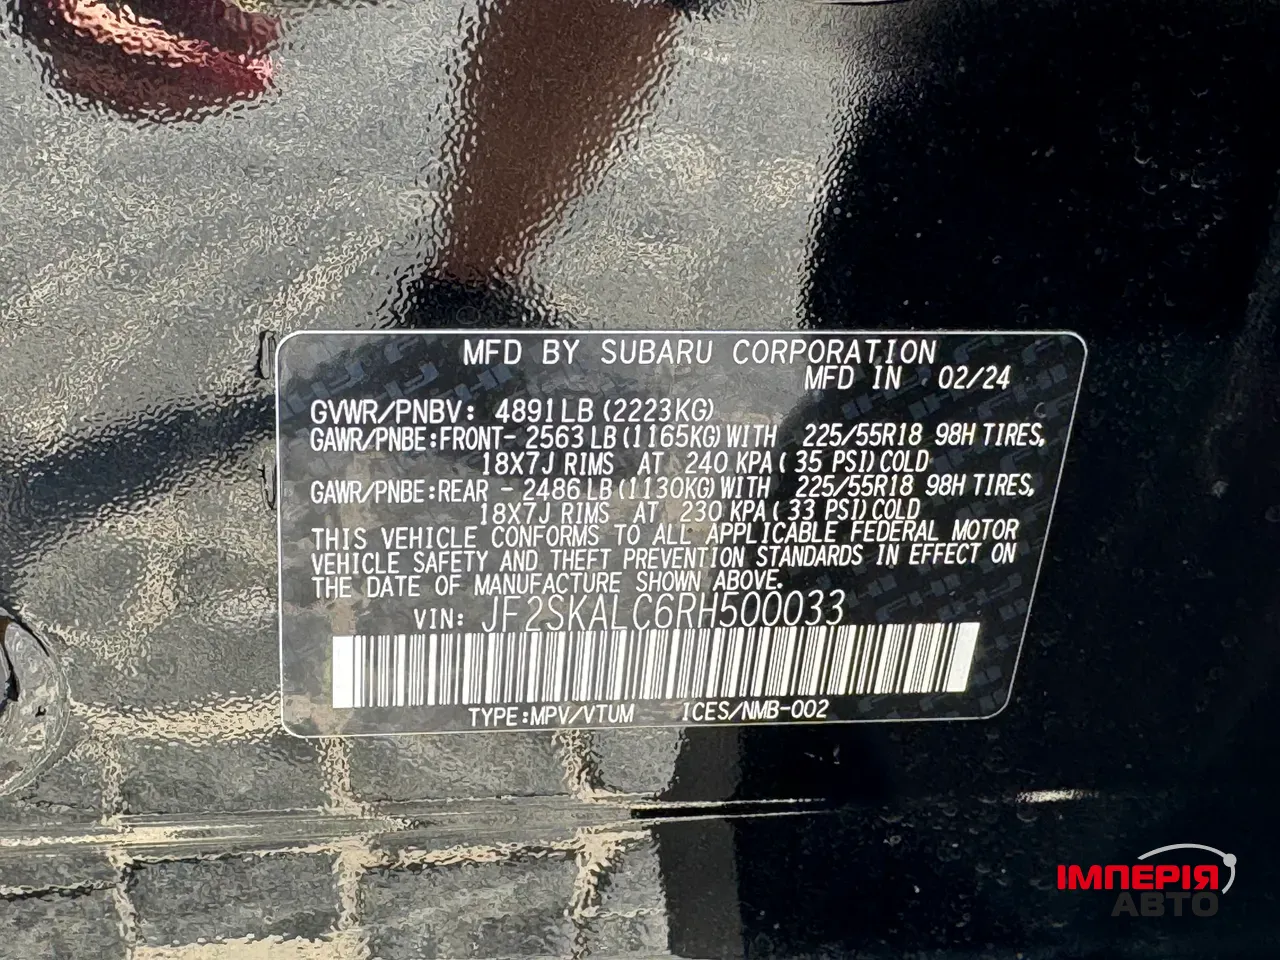 MFD BY SUBARU CORPORATION
MFD IN 02/24
GVWR/PNBV: 4891LB(2223KG)
GAWR/PNBE:FRONT- 2563LB(1165KG)WITH 225/55R18 98H TIRES,
18X7J RIMS AT 240 KPA( 35 PSI)COLD
GAWR/PNBE:REAR - 2486LB(1130KG)WITH 225/55R18 98H TIRES,
18X7J RIMS AT 230 KPA( 33 PSI)COLD
THIS VEHICLE CONFORMS TO ALL APPLICABLE FEDERAL MOTOR
VEHICLE SAFETY AND THEFT PREVENTION STANDARDS IN EFFECT ON
THE DATE OF MANUFACTURE SHOWN ABOVE.
VIN: JF2SKALC6RH500033
TYPE:MPV/VTUM ICES/NMB-002
ІМПЕРІЯ
АВТО